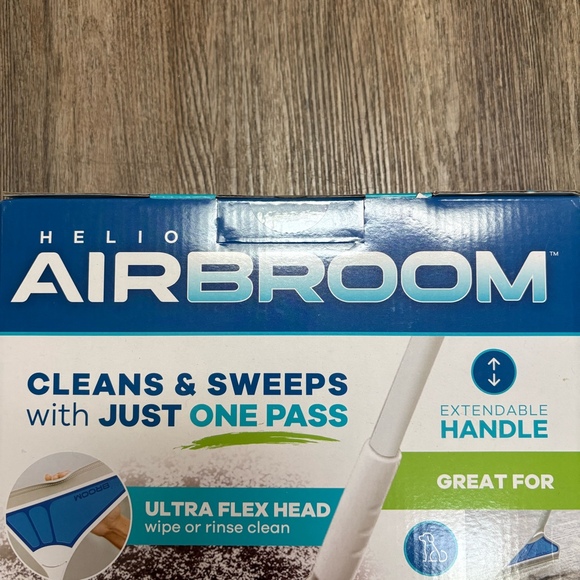 HELIO
AIRBROOM™
CLEANS & SWEEPS
with JUST ONE PASS
EXTENDABLE
HANDLE
GREAT FOR
ULTRA FLEX HEAD
wipe or rinse clean
BROOM